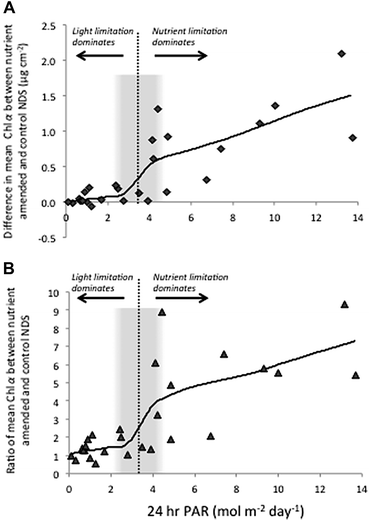 A
Light limitation dominates
Nutrient limitation dominates
Difference in mean Chl α between nutrient amended and control NDS (µg cm⁻²)
2.5
2.0
1.5
1.0
0.5
0.0
-0.5
0 2 4 6 8 10 12 14
B
Light limitation dominates
Nutrient limitation dominates
Ratio of mean Chl α between nutrient amended and control NDS
10
9
8
7
6
5
4
3
2
1
0
0 2 4 6 8 10 12 14
24 hr PAR (mol m⁻² day⁻¹)